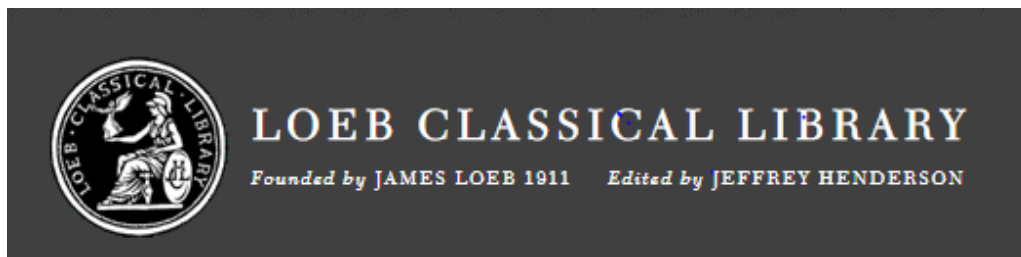 LOEB · CLASSICAL · LIBRARY
LOEB CLASSICAL LIBRARY
Founded by JAMES LOEB 1911 Edited by JEFFREY HENDERSON